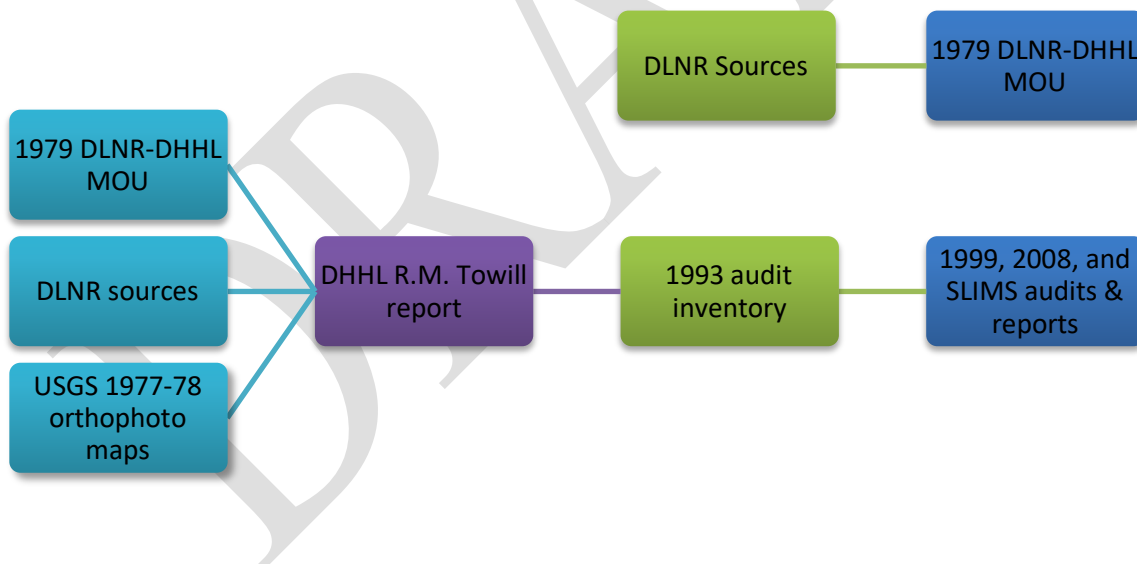 DLNR Sources
1979 DLNR-DHHL
MOU
1979 DLNR-DHHL
MOU
DLNR sources
USGS 1977-78
orthophoto
maps
DHHL R.M. Towill
report
1993 audit
inventory
1999, 2008, and
SLIMS audits &
reports
DRA